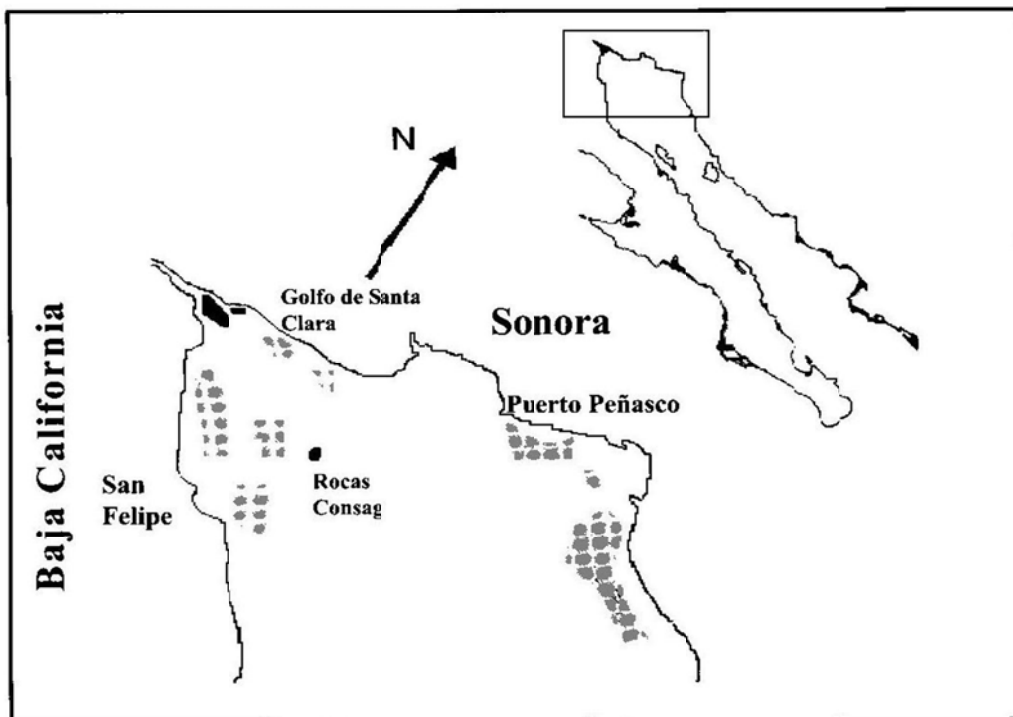 N
Golfo de Santa
Clara
Sonora
Baja California
Puerto Peñasco
San
Felipe
Rocas
Consag